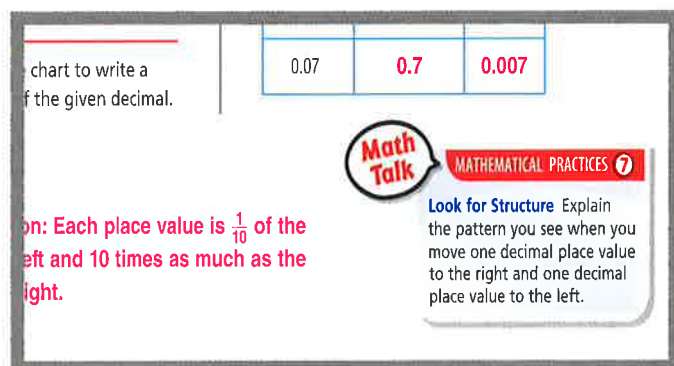 chart to write a
f the given decimal.
0.07 0.7 0.007
Math
Talk
MATHEMATICAL PRACTICES 7
Look for Structure Explain
the pattern you see when you
move one decimal place value
to the right and one decimal
place value to the left.
on: Each place value is 1/10 of the
eft and 10 times as much as the
ight.